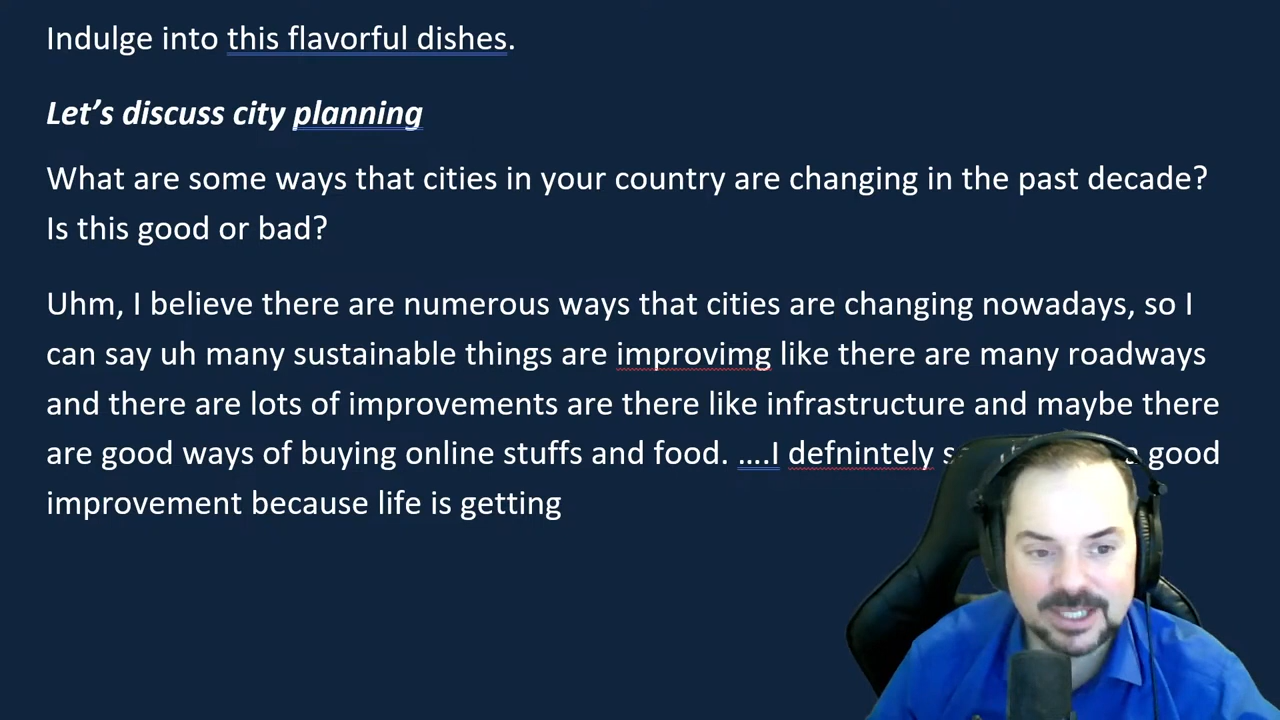 Indulge into this flavorful dishes.
Let’s discuss city planning
What are some ways that cities in your country are changing in the past decade?
Is this good or bad?
Uhm, I believe there are numerous ways that cities are changing nowadays, so I
can say uh many sustainable things are improvimg like there are many roadways
and there are lots of improvements are there like infrastructure and maybe there
are good ways of buying online stuffs and food. ….I defnintely good
improvement because life is getting